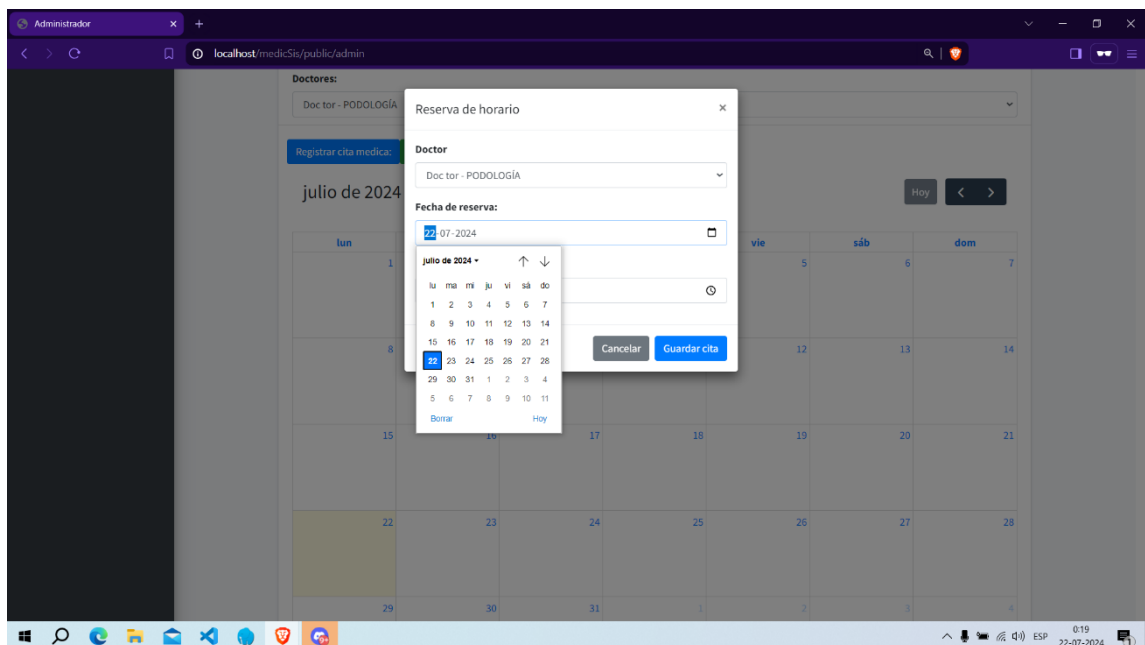 Administrador
localhost/medicSis/public/admin
Doctores:
Doc tor - PODOLOGÍA
Registrar cita medica:
julio de 2024
Hoy
lun vie sáb dom
1 5 6 7
8 12 13 14
15 16 17 18 19 20 21
22 23 24 25 26 27 28
29 30 31 1 2 3 4
Reserva de horario ×
Doctor
Doc tor - PODOLOGÍA
Fecha de reserva:
22-07-2024
julio de 2024
lu ma mi ju vi sá do
1 2 3 4 5 6 7
8 9 10 11 12 13 14
15 16 17 18 19 20 21
22 23 24 25 26 27 28
29 30 31 1 2 3 4
5 6 7 8 9 10 11
Borrar Hoy
Cancelar Guardar cita
ESP 0:19
22-07-2024